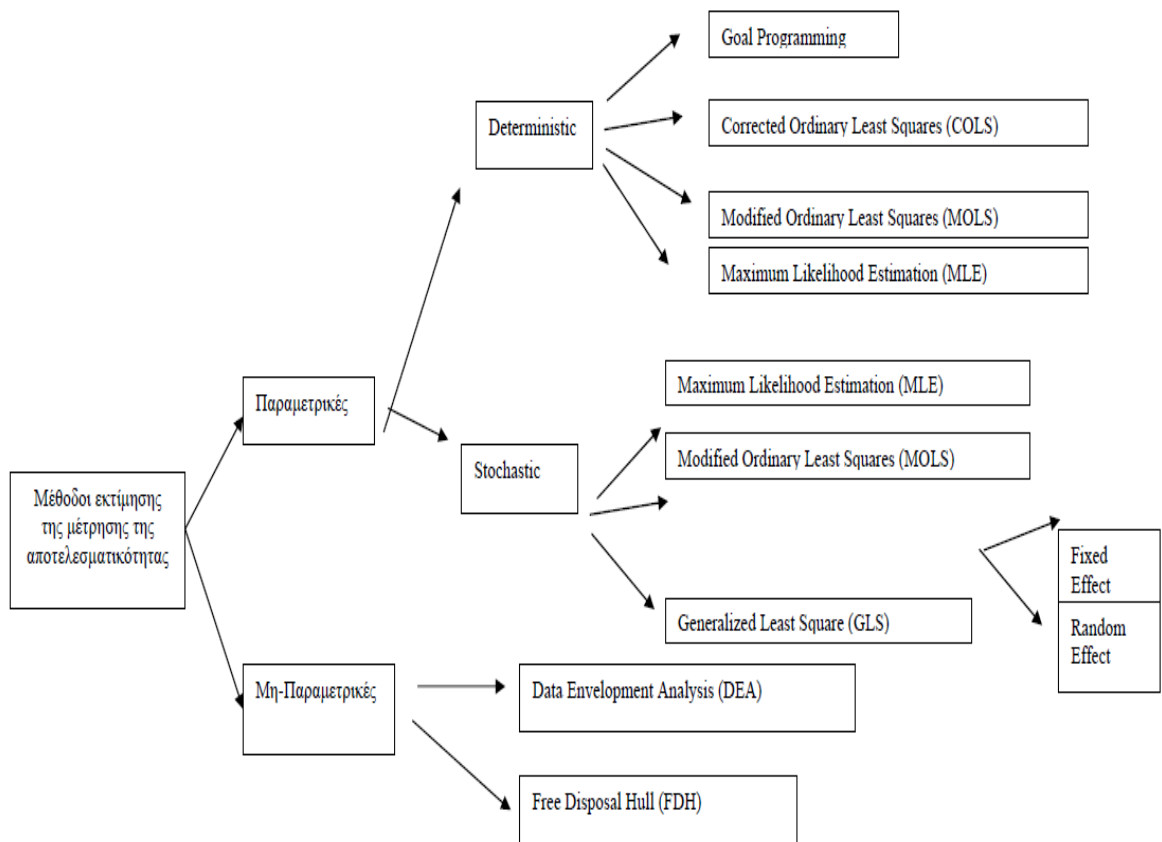 Goal Programming
Deterministic
Corrected Ordinary Least Squares (COLS)
Modified Ordinary Least Squares (MOLS)
Maximum Likelihood Estimation (MLE)
Παραμετρικές
Maximum Likelihood Estimation (MLE)
Stochastic
Modified Ordinary Least Squares (MOLS)
Μέθοδοι εκτίμησης
της μέτρησης της
αποτελεσματικότητας
Fixed
Effect
Generalized Least Square (GLS)
Random
Effect
Μη-Παραμετρικές
Data Envelopment Analysis (DEA)
Free Disposal Hull (FDH)